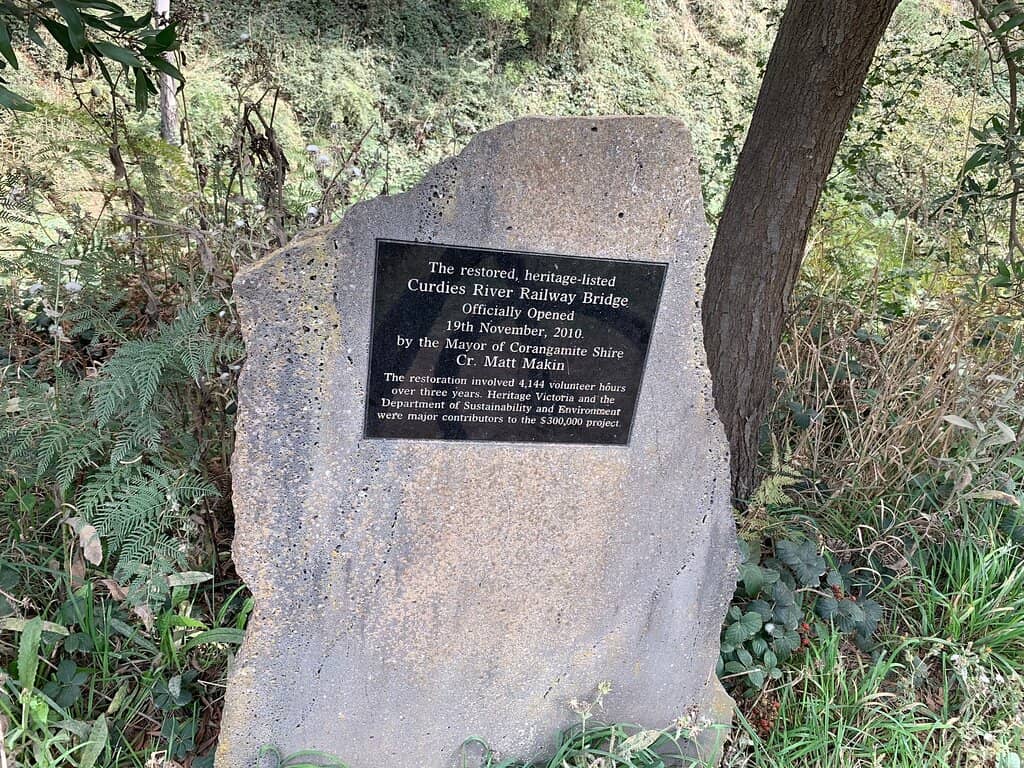 The restored, heritage-listed
Curdies River Railway Bridge
Officially Opened
19th November, 2010.
by the Mayor of Corangamite Shire
Cr. Matt Makin
The restoration involved 4,144 volunteer hours
over three years. Heritage Victoria and the
Department of Sustainability and Environment
were major contributors to the $300,000 project.